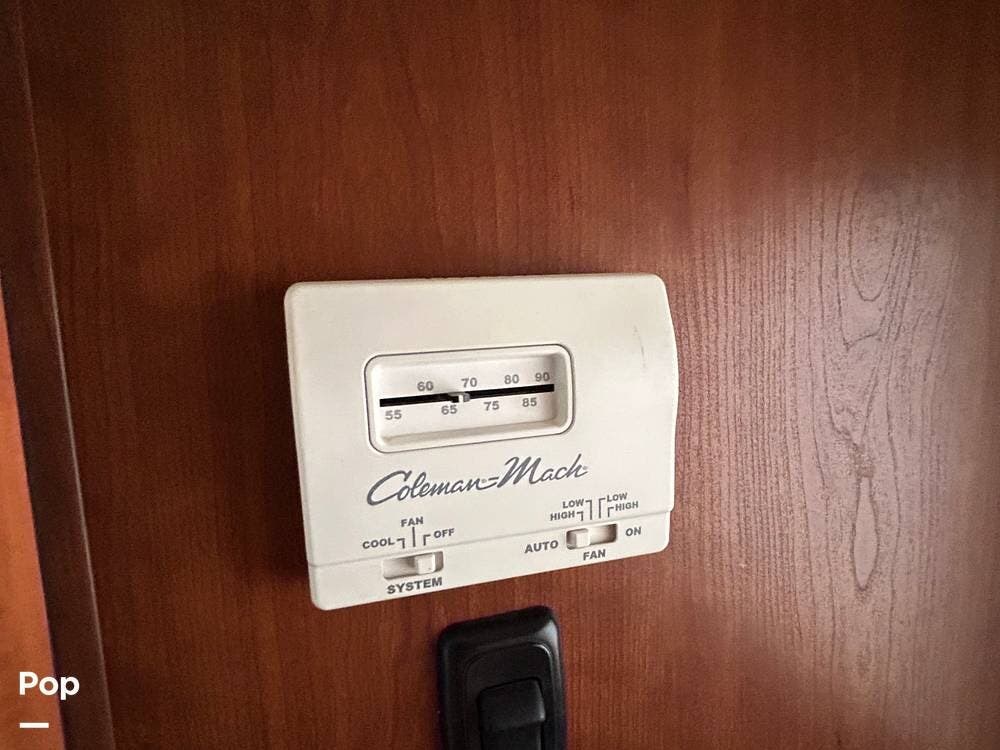 60 70 80 90
55 65 75 85
Coleman®-Mach®
FAN
COOL OFF
SYSTEM
LOW LOW
HIGH HIGH
AUTO ON
FAN
Pop